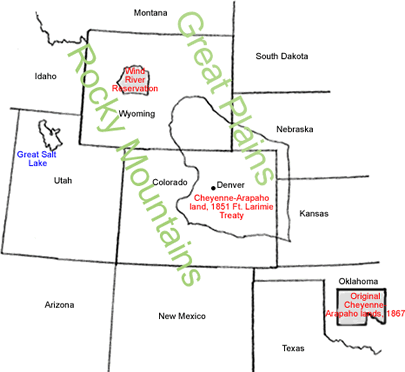 Montana
Great Plains
South Dakota
Idaho
Wind
River
Reservation
Rocky Mountains
Wyoming
Nebraska
Great Salt
Lake
Utah
Colorado
Denver
Cheyenne-Arapaho
land, 1851 Ft. Larimie
Treaty
Kansas
Oklahoma
Original
Cheyenne
Arapaho lands, 1867
Arizona
New Mexico
Texas